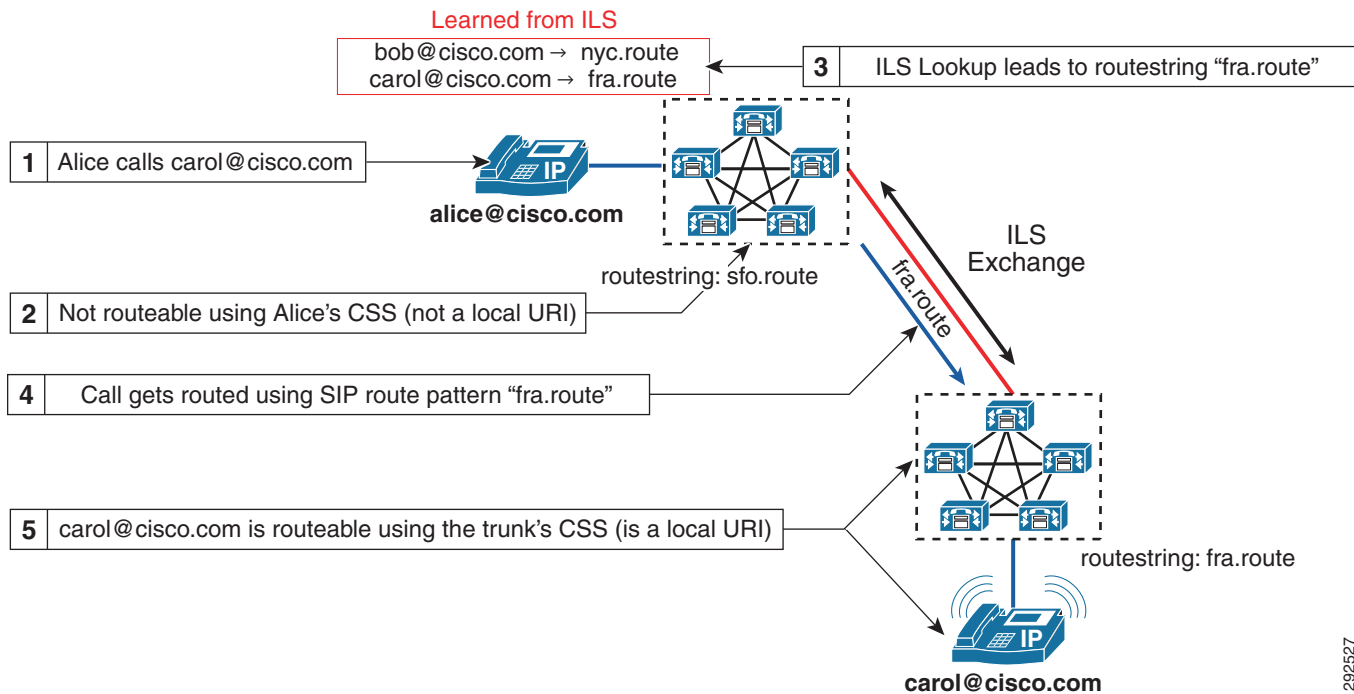 Learned from ILS
bob@cisco.com → nyc.route
carol@cisco.com → fra.route
3 ILS Lookup leads to routestring “fra.route”
1 Alice calls carol@cisco.com
IP
alice@cisco.com
routestring: sfo.route
ILS
Exchange
fra.route
2 Not routeable using Alice’s CSS (not a local URI)
4 Call gets routed using SIP route pattern “fra.route”
5 carol@cisco.com is routeable using the trunk’s CSS (is a local URI)
routestring: fra.route
IP
carol@cisco.com
292527